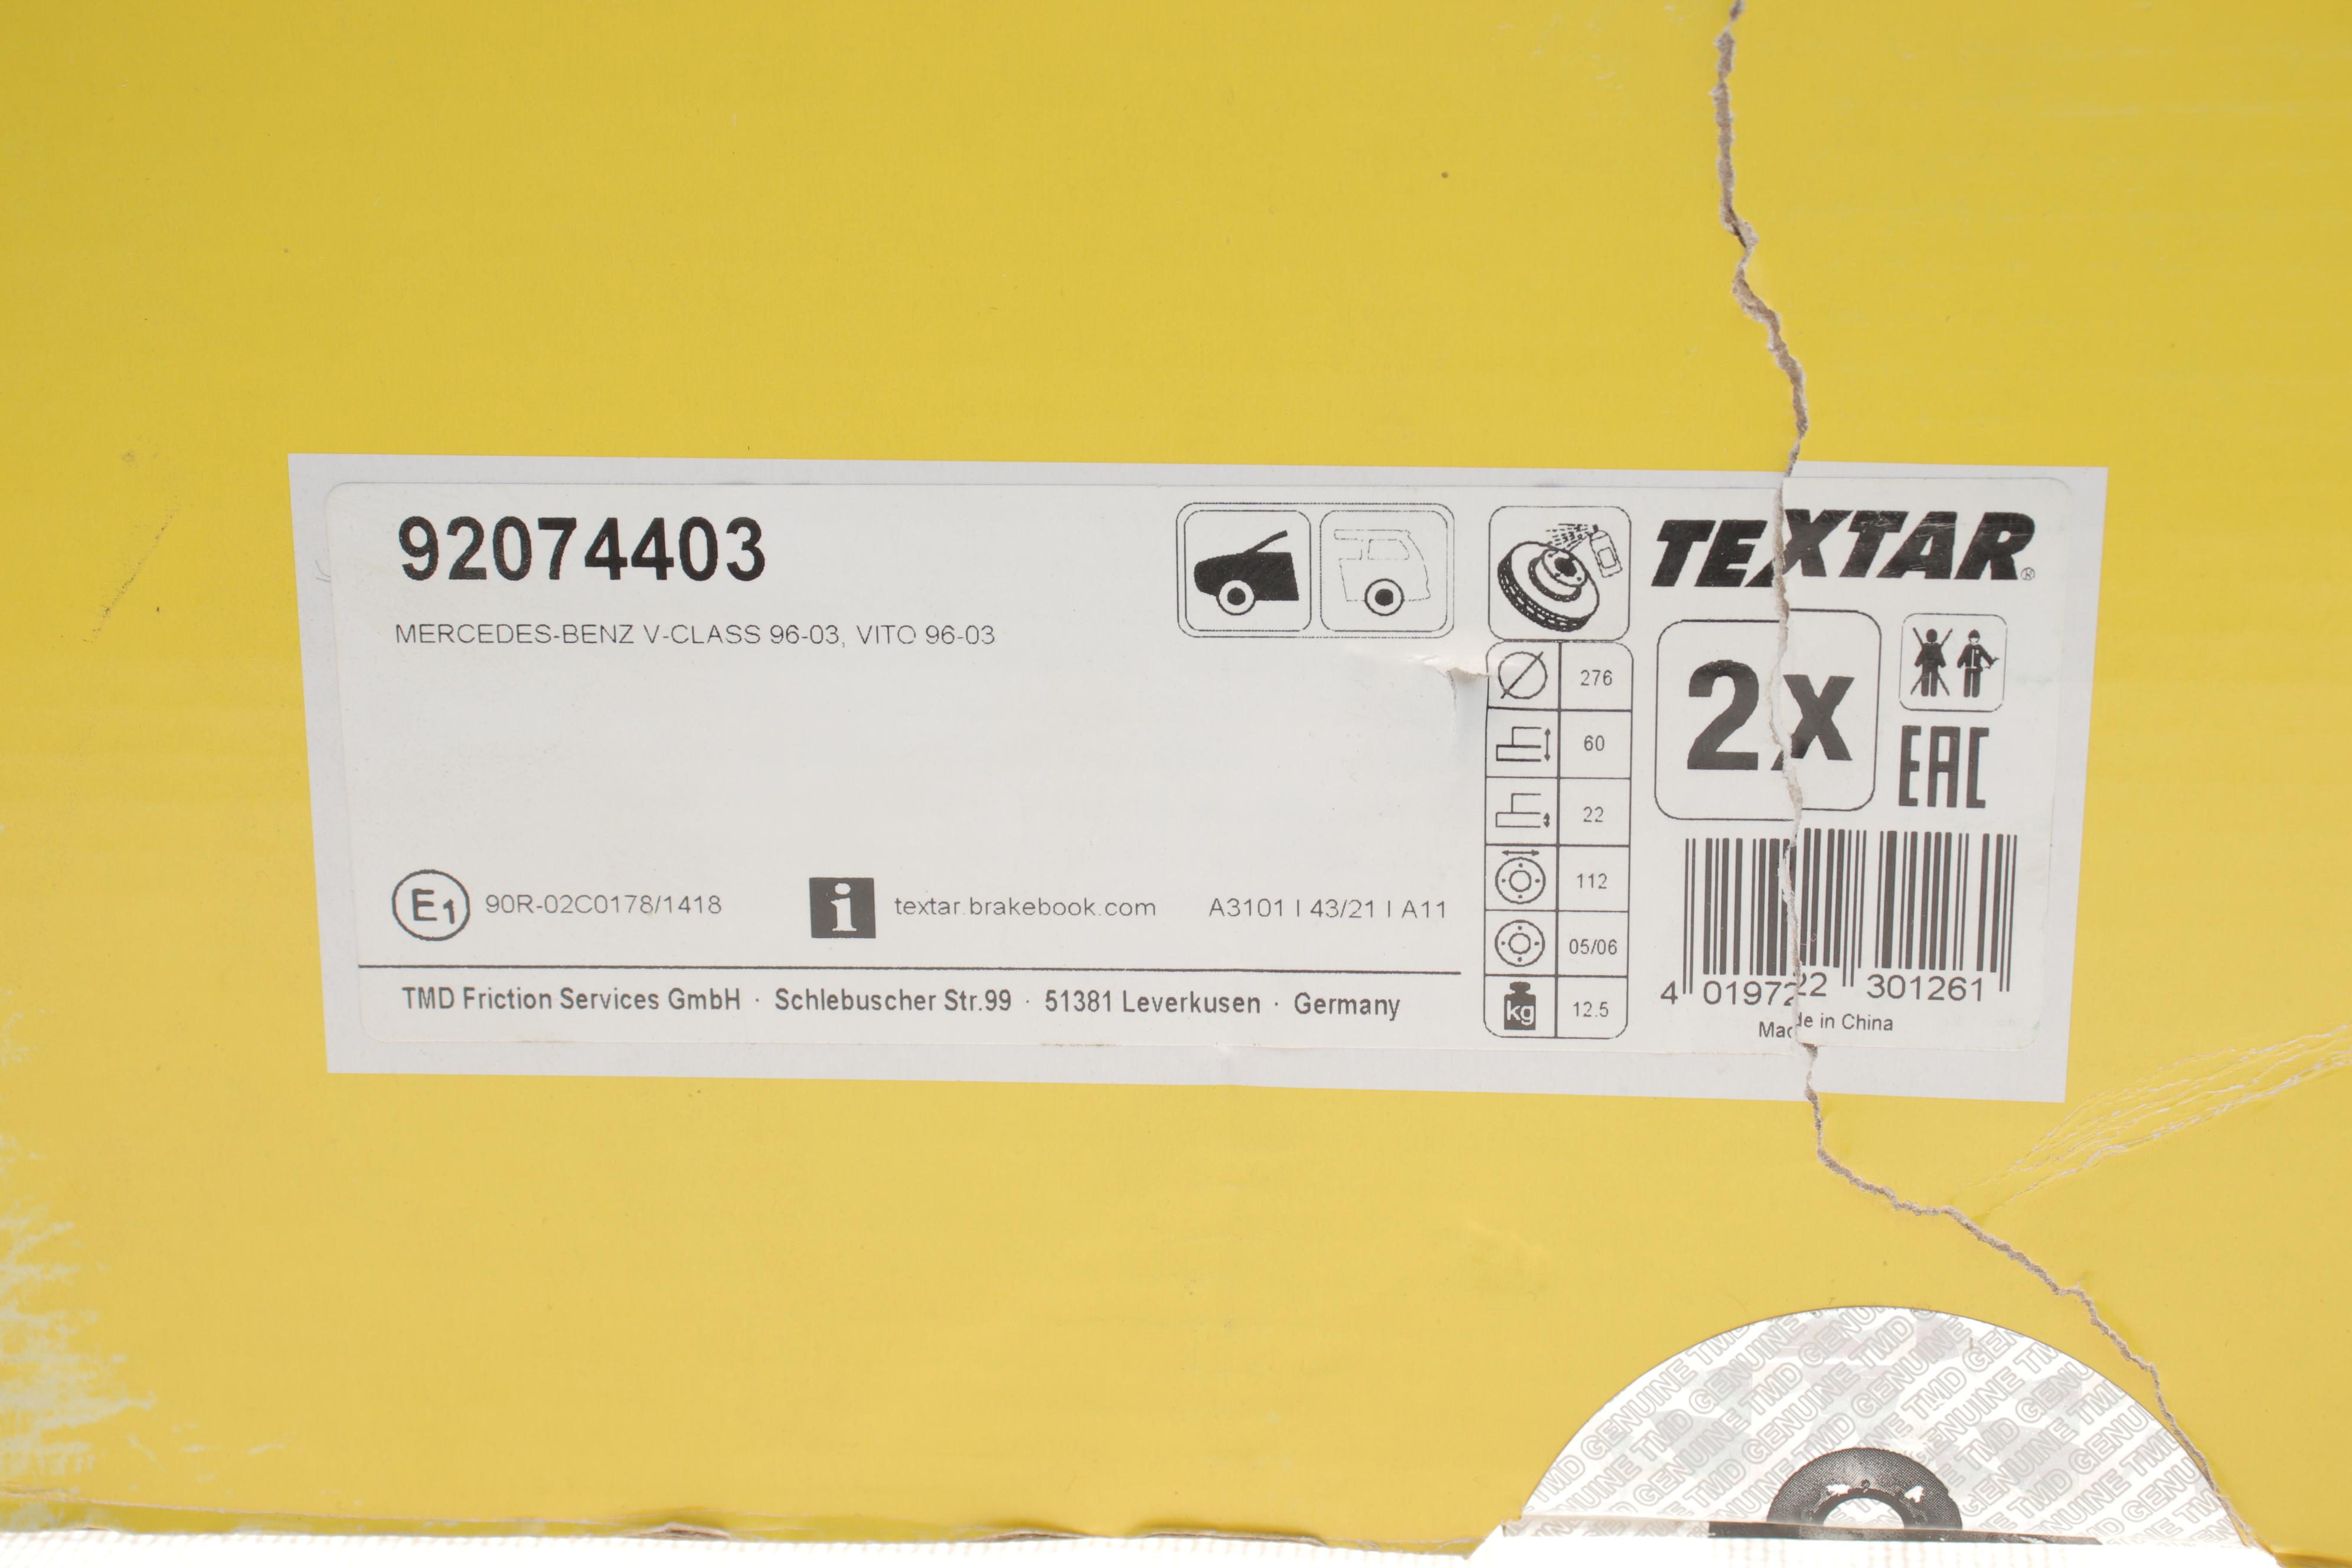 92074403
MERCEDES-BENZ V-CLASS 96-03, VITO 96-03
E1 90R-02C0178/1418
i textar.brakebook.com
A3101 I 43/21 I A11
TMD Friction Services GmbH · Schlebuscher Str.99 · 51381 Leverkusen · Germany
276
60
22
112
05/06
kg 12.5
TEXTAR®
2x
EAC
4 019722 301261
Made in China
GENUINE TMD GENUINE TMD GENUINE TMD